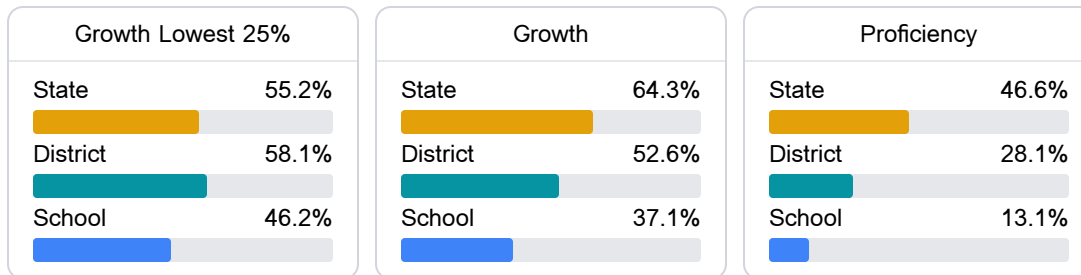 Growth Lowest 25%
State 55.2%
District 58.1%
School 46.2%
Growth
State 64.3%
District 52.6%
School 37.1%
Proficiency
State 46.6%
District 28.1%
School 13.1%